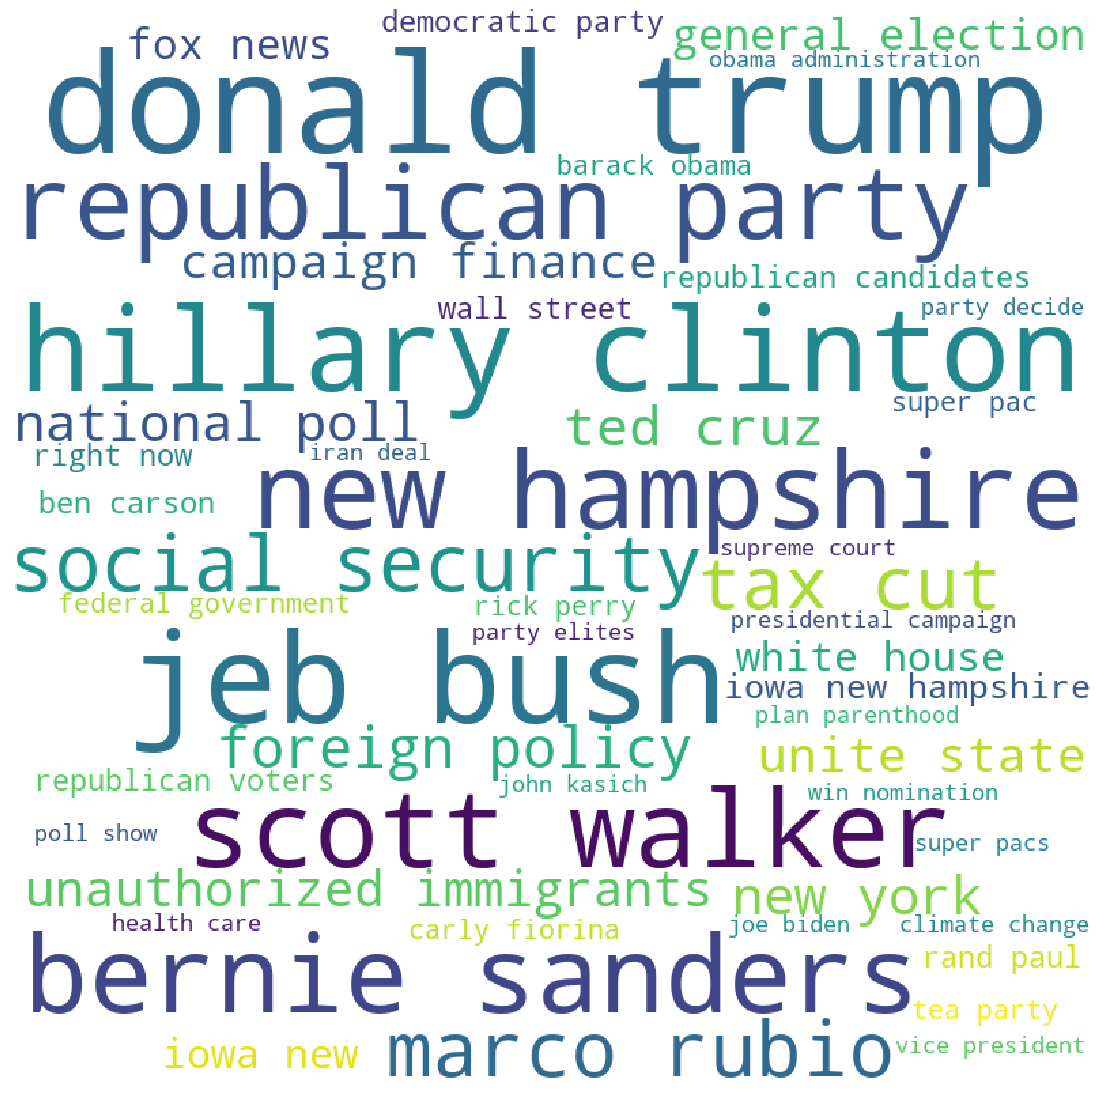 democratic party
fox news
general election
obama administration
donald trump
barack obama
republican party
campaign finance
republican candidates
wall street
party decide
hillary clinton
super pac
national poll
ted cruz
right now
iran deal
ben carson
new hampshire
social security
supreme court
tax cut
federal government
rick perry
presidential campaign
party elites
jeb bush
white house
iowa new hampshire
plan parenthood
foreign policy
unite state
republican voters
john kasich
win nomination
scott walker
poll show
super pacs
unauthorized immigrants
new york
health care
carly fiorina
joe biden
climate change
bernie sanders
rand paul
tea party
iowa new
marco rubio
vice president